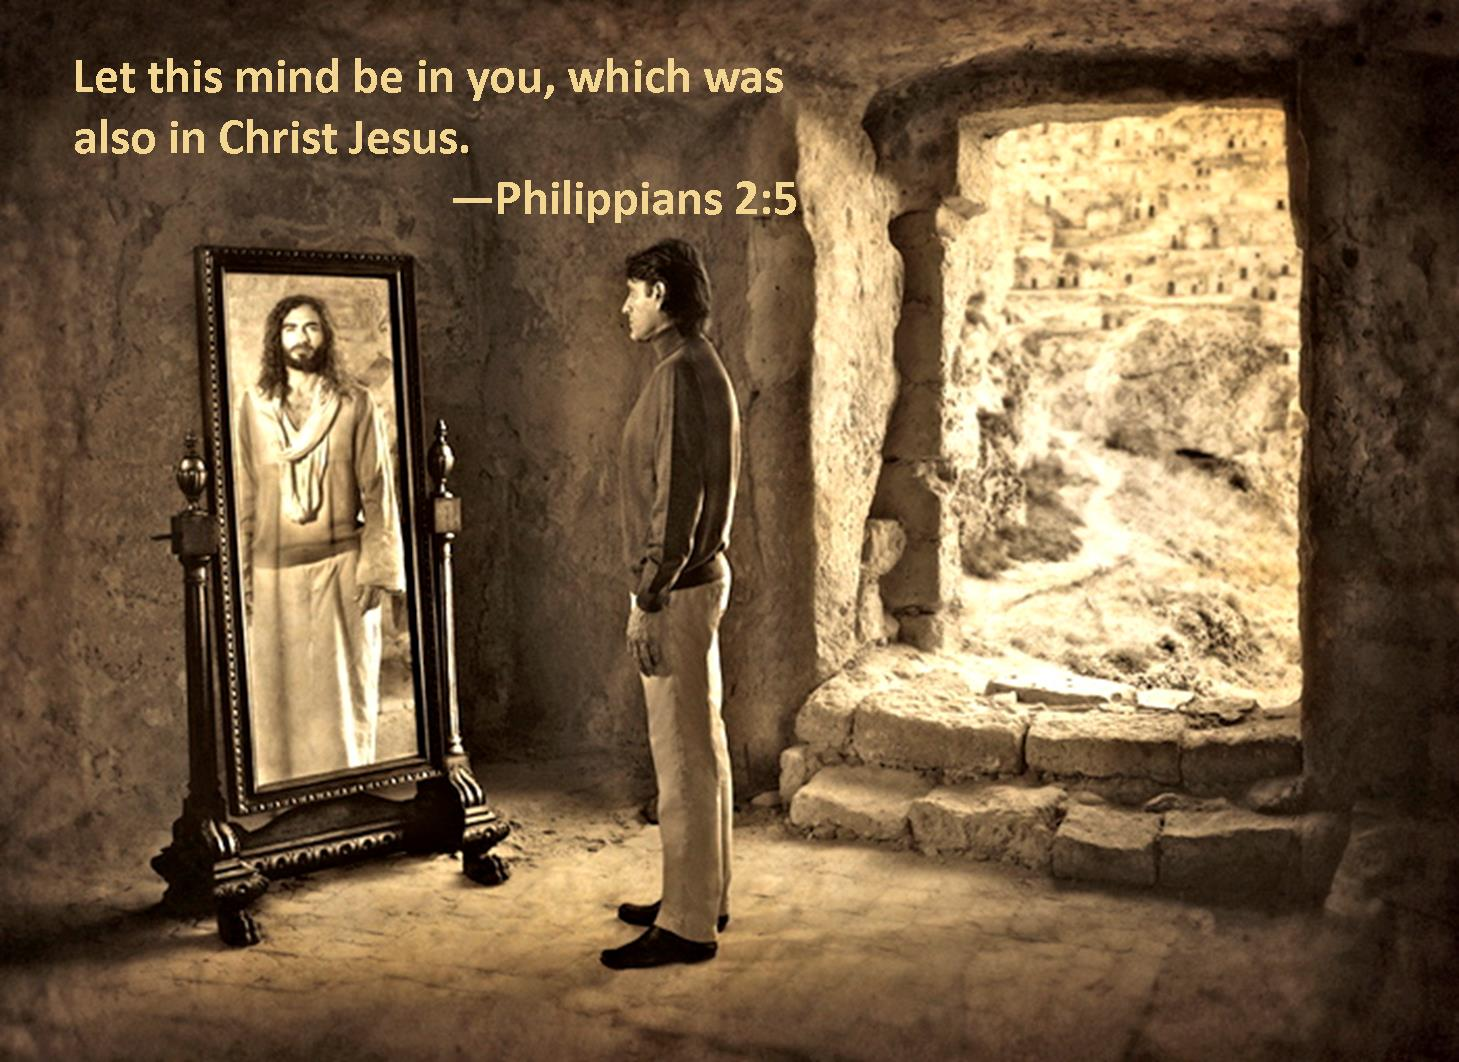 Let this mind be in you, which was
also in Christ Jesus.
—Philippians 2:5